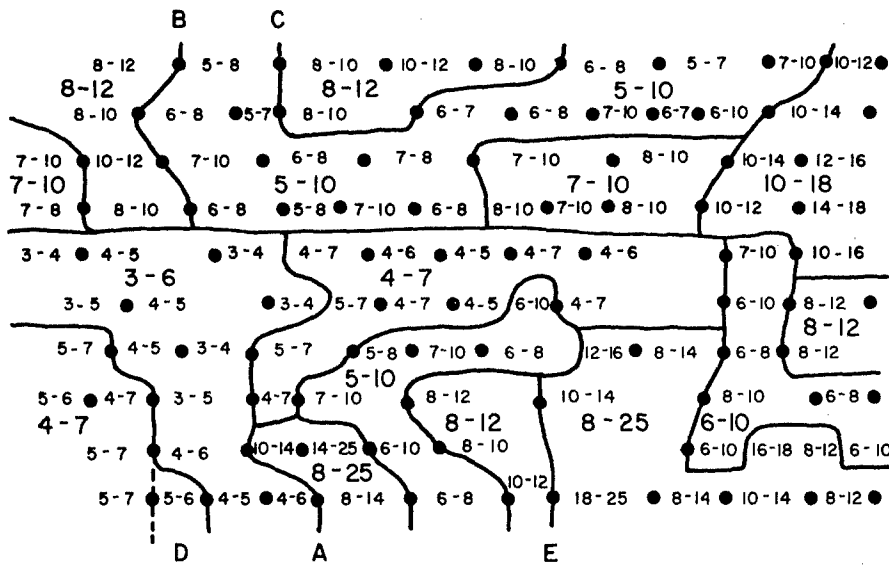 B C
8-12 5-8 8-10 10-12 8-10 6-8 5-7 7-10 10-12
8-12 8-12 5-10
8-10 6-8 5-7 8-10 6-7 6-8 7-10 6-7 6-10 10-14
7-10 10-12 7-10 6-8 7-8 7-10 8-10 10-14 12-16
7-10 5-10 7-10 10-18
7-8 8-10 6-8 5-8 7-10 6-8 8-10 7-10 8-10 10-12 14-18
3-4 4-5 3-4 4-7 4-6 4-5 4-7 4-6 7-10 10-16
3-6 4-7
3-5 4-5 3-4 5-7 4-7 4-5 6-10 4-7 6-10 8-12
8-12
5-7 4-5 3-4 5-7 5-8 7-10 6-8 12-16 8-14 6-8 8-12
5-10
5-6 4-7 3-5 4-7 7-10 8-12 10-14 8-10 6-8
4-7 8-12 8-25 6-10
5-7 4-6 10-14 14-25 6-10 8-10 6-10 16-18 8-12 6-10
8-25
5-7 5-6 4-5 4-6 8-14 6-8 10-12 18-25 8-14 10-14 8-12
D A E